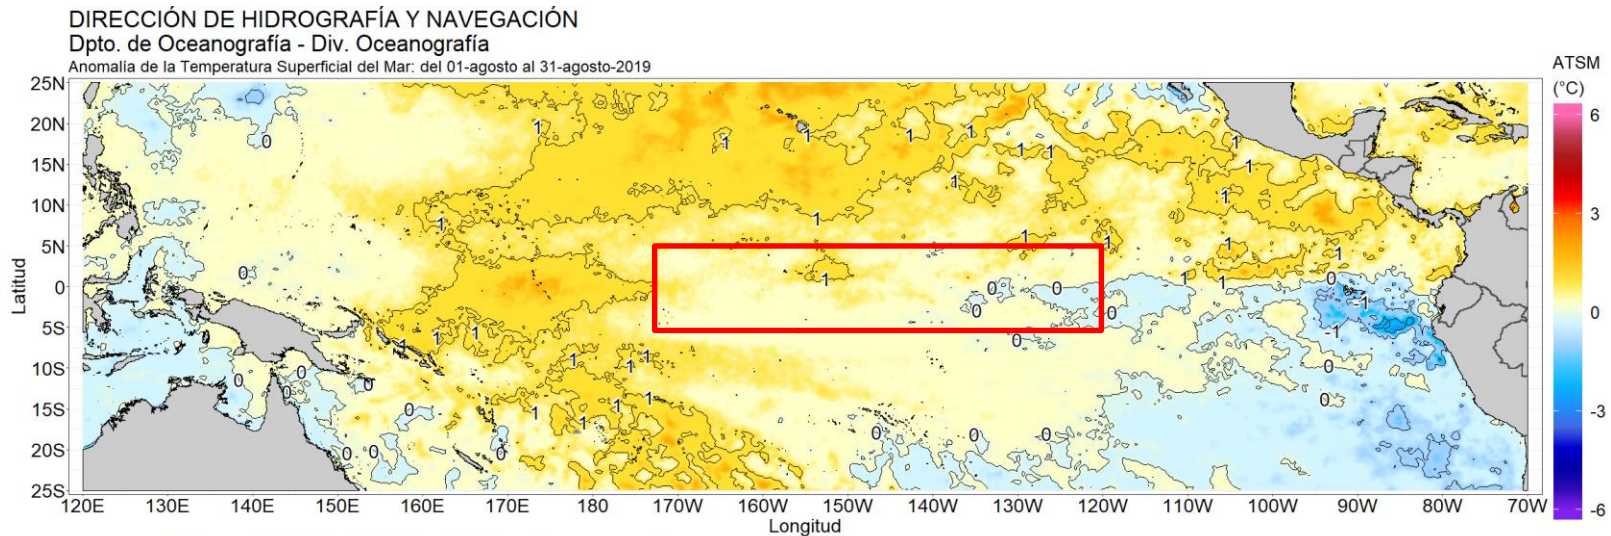 DIRECCIÓN DE HIDROGRAFÍA Y NAVEGACIÓN
Dpto. de Oceanografía - Div. Oceanografía
Anomalia de la Temperatura Superficial del Mar: del 01-agosto al 31-agosto-2019
ATSM
(°C)
6
3
0
-3
-6
Latitud
25N
20N
15N
10N
5N
0
5S
10S
15S
20S
25S
120E 130E 140E 150E 160E 170E 180 170W 160W 150W 140W 130W 120W 110W 100W 90W 80W 70W
Longitud